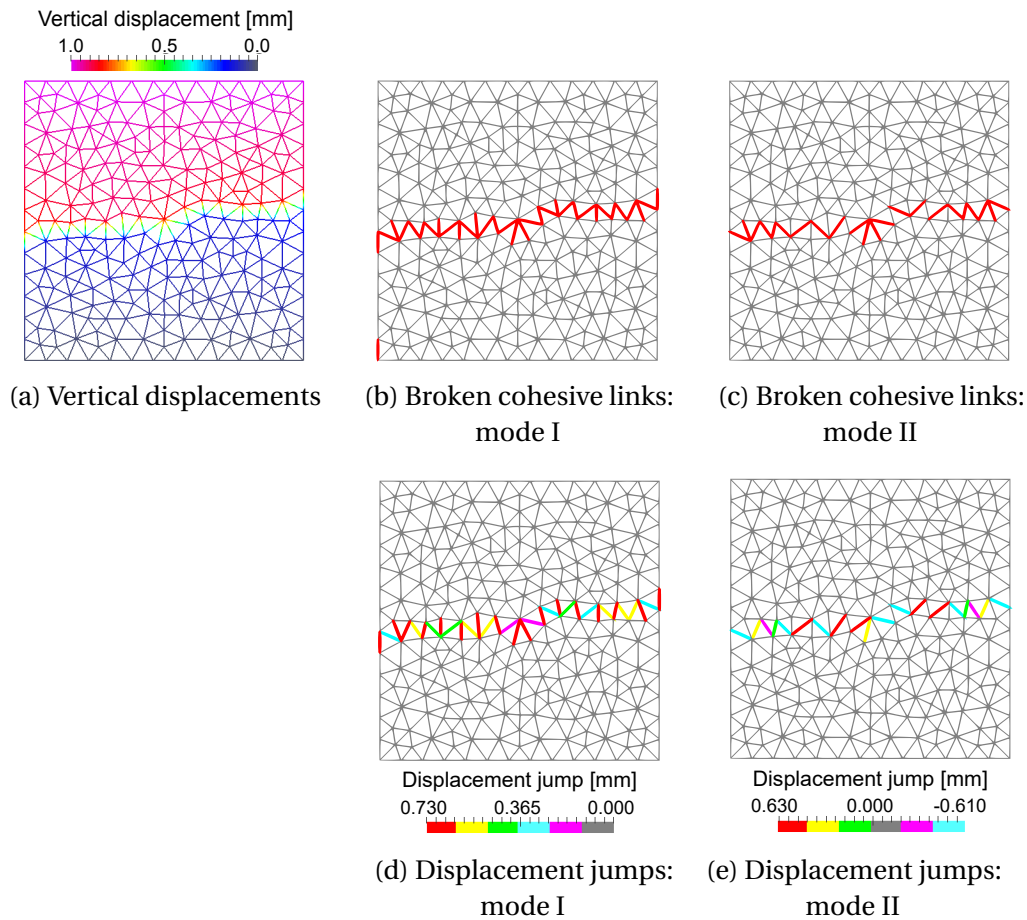 Vertical displacement [mm]
1.0 0.5 0.0
(a) Vertical displacements
(b) Broken cohesive links:
mode I
(c) Broken cohesive links:
mode II
Displacement jump [mm]
0.730 0.365 0.000
(d) Displacement jumps:
mode I
Displacement jump [mm]
0.630 0.000 -0.610
(e) Displacement jumps:
mode II